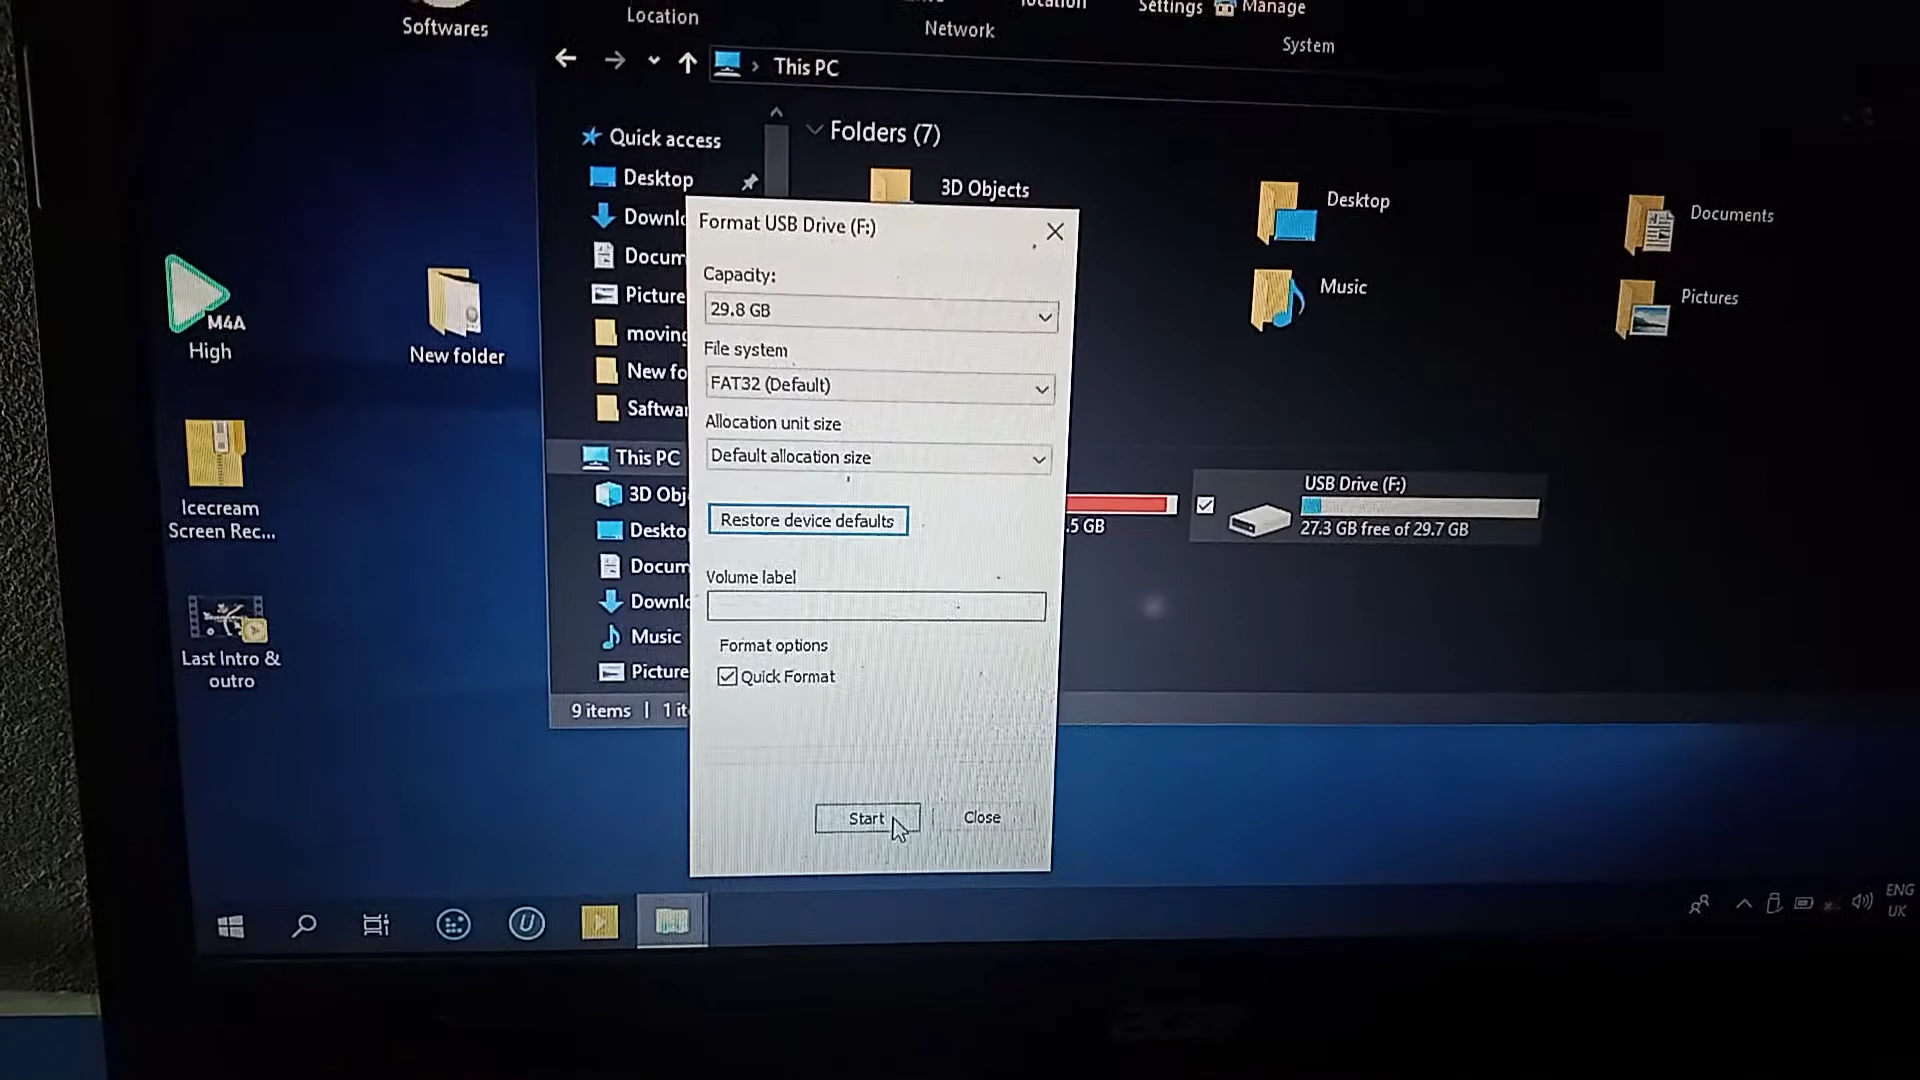 Softwares
Location
Network
Settings
Manage
System
This PC
Quick access
Folders (7)
Desktop
3D Objects
Desktop
Documents
Downlo
Docum
Picture
Music
Pictures
moving
New fo
Saftwa
This PC
3D Obj
Deskto
Docum
Downlo
Music
Picture
9 items
1 it
Format USB Drive (F:)
Capacity:
29.8 GB
File system
FAT32 (Default)
Allocation unit size
Default allocation size
Restore device defaults
Volume label
Format options
Quick Format
Start
Close
.5 GB
USB Drive (F:)
27.3 GB free of 29.7 GB
M4A
High
New folder
Icecream
Screen Rec...
Last Intro &
outro
ENG
UK
acer